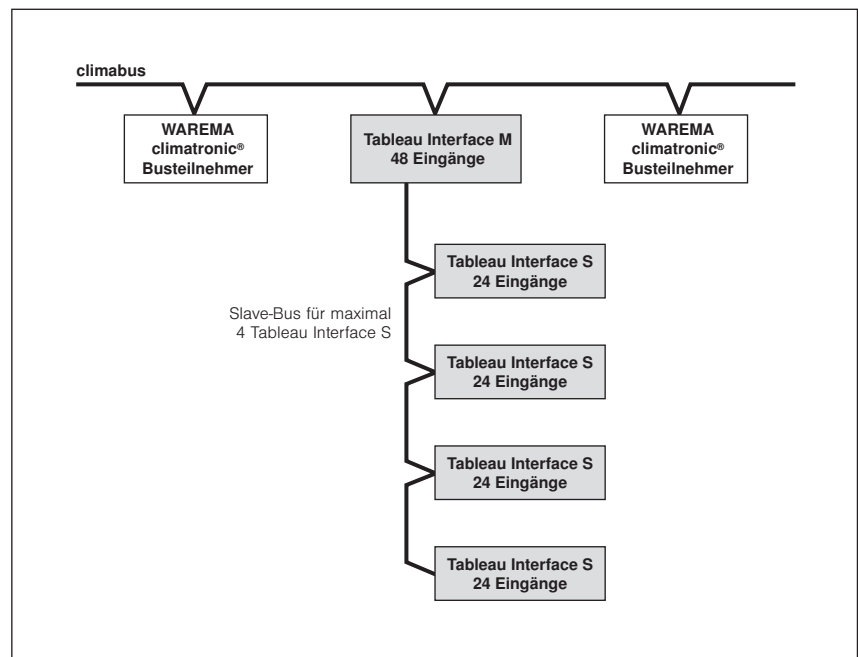 climabus
WAREMA
climatronic®
Busteilnehmer
Tableau Interface M
48 Eingänge
WAREMA
climatronic®
Busteilnehmer
Tableau Interface S
24 Eingänge
Slave-Bus für maximal
4 Tableau Interface S
Tableau Interface S
24 Eingänge
Tableau Interface S
24 Eingänge
Tableau Interface S
24 Eingänge